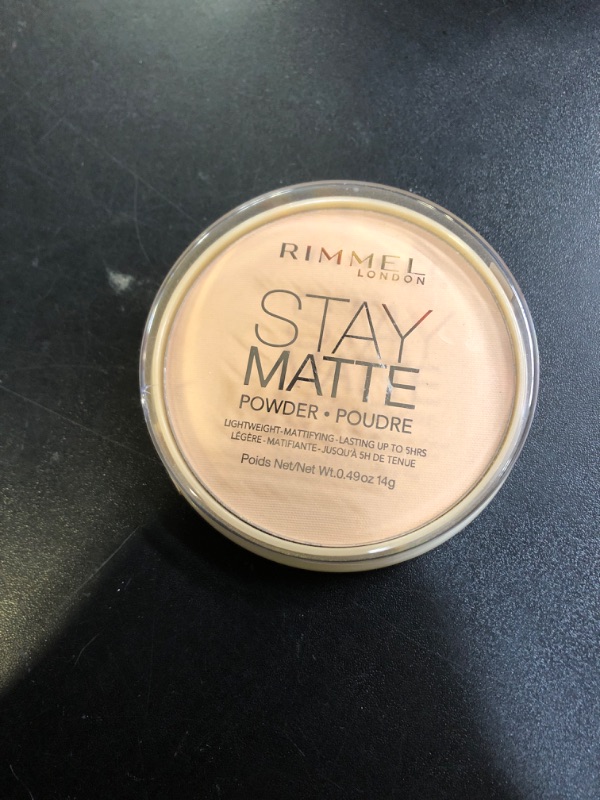 RIMMEL
LONDON
STAY
MATTE
POWDER • POUDRE
LIGHTWEIGHT-MATTIFYING-LASTING UP TO 5HRS
LÉGÈRE-MATIFIANTE-JUSQU'À 5H DE TENUE
Poids Net/Net Wt.0.49oz 14g